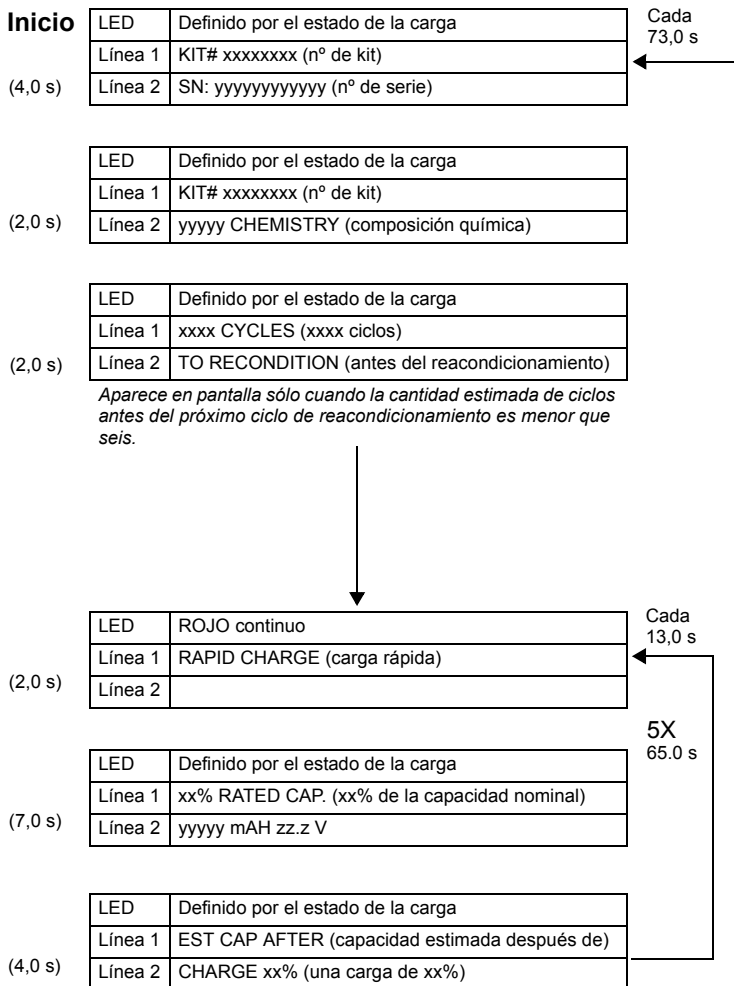 Inicio
LED Definido por el estado de la carga
Cada
73,0 s
Línea 1 KIT# xxxxxxxx (nº de kit)
(4,0 s) Línea 2 SN: yyyyyyyyyyyy (nº de serie)
LED Definido por el estado de la carga
Línea 1 KIT# xxxxxxxx (nº de kit)
(2,0 s) Línea 2 yyyyy CHEMISTRY (composición química)
LED Definido por el estado de la carga
Línea 1 xxxx CYCLES (xxxx ciclos)
(2,0 s) Línea 2 TO RECONDITION (antes del reacondicionamiento)
Aparece en pantalla sólo cuando la cantidad estimada de ciclos
antes del próximo ciclo de reacondicionamiento es menor que
seis.
LED ROJO continuo
Cada
13,0 s
Línea 1 RAPID CHARGE (carga rápida)
(2,0 s) Línea 2
5X
65.0 s
LED Definido por el estado de la carga
Línea 1 xx% RATED CAP. (xx% de la capacidad nominal)
(7,0 s) Línea 2 yyyyy mAH zz.z V
LED Definido por el estado de la carga
Línea 1 EST CAP AFTER (capacidad estimada después de)
(4,0 s) Línea 2 CHARGE xx% (una carga de xx%)